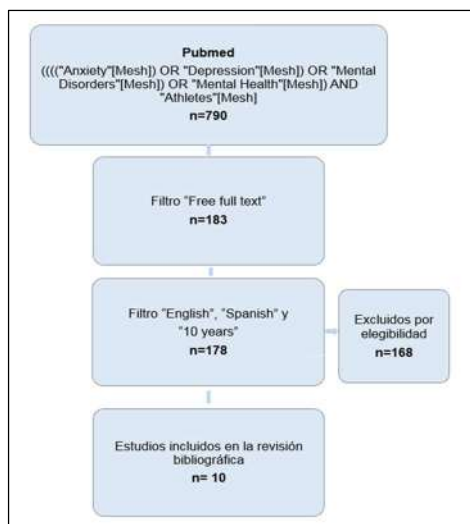 Pubmed
(((("Anxiety"[Mesh]) OR "Depression"[Mesh]) OR "Mental
Disorders"[Mesh]) OR "Mental Health"[Mesh]) AND
"Athletes"[Mesh]
n=790
Filtro "Free full text"
n=183
Filtro "English", "Spanish" y
"10 years"
n=178
Excluidos por
elegibilidad
n=168
Estudios incluidos en la revisión
bibliográfica
n= 10